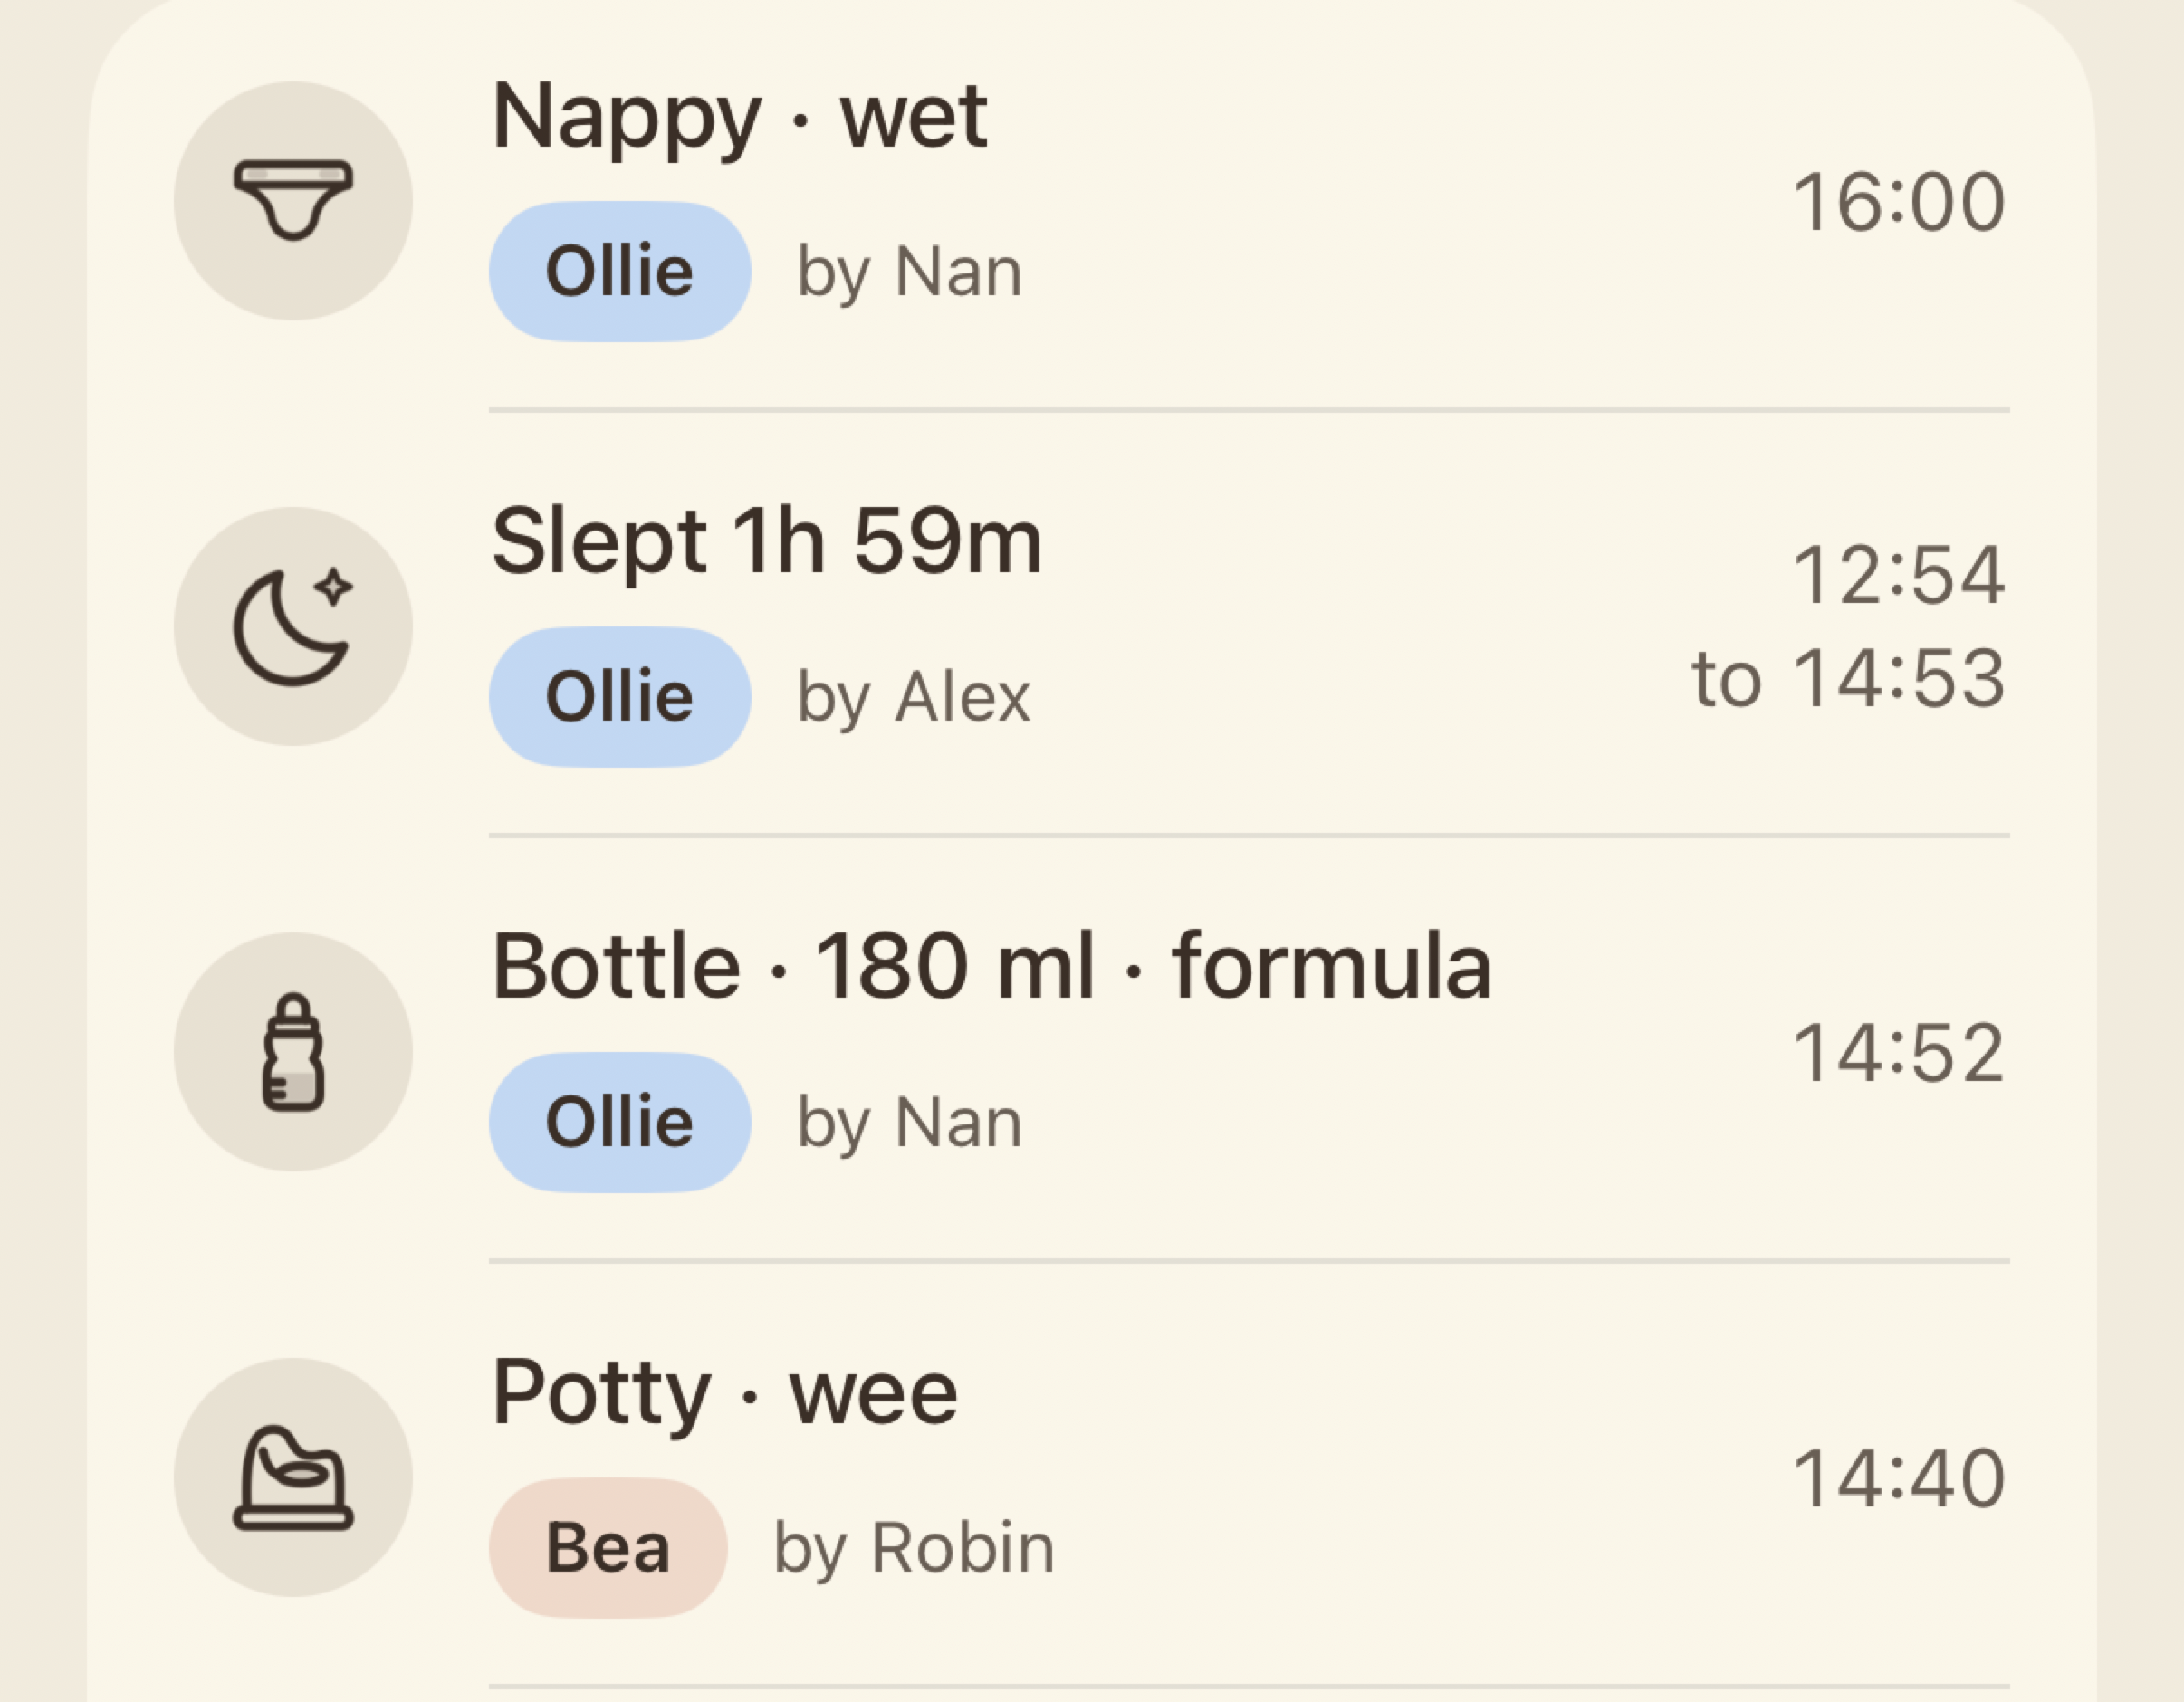 Nappy · wet
Ollie by Nan
16:00
Slept 1h 59m
Ollie by Alex
12:54
to 14:53
Bottle · 180 ml · formula
Ollie by Nan
14:52
Potty · wee
Bea by Robin
14:40